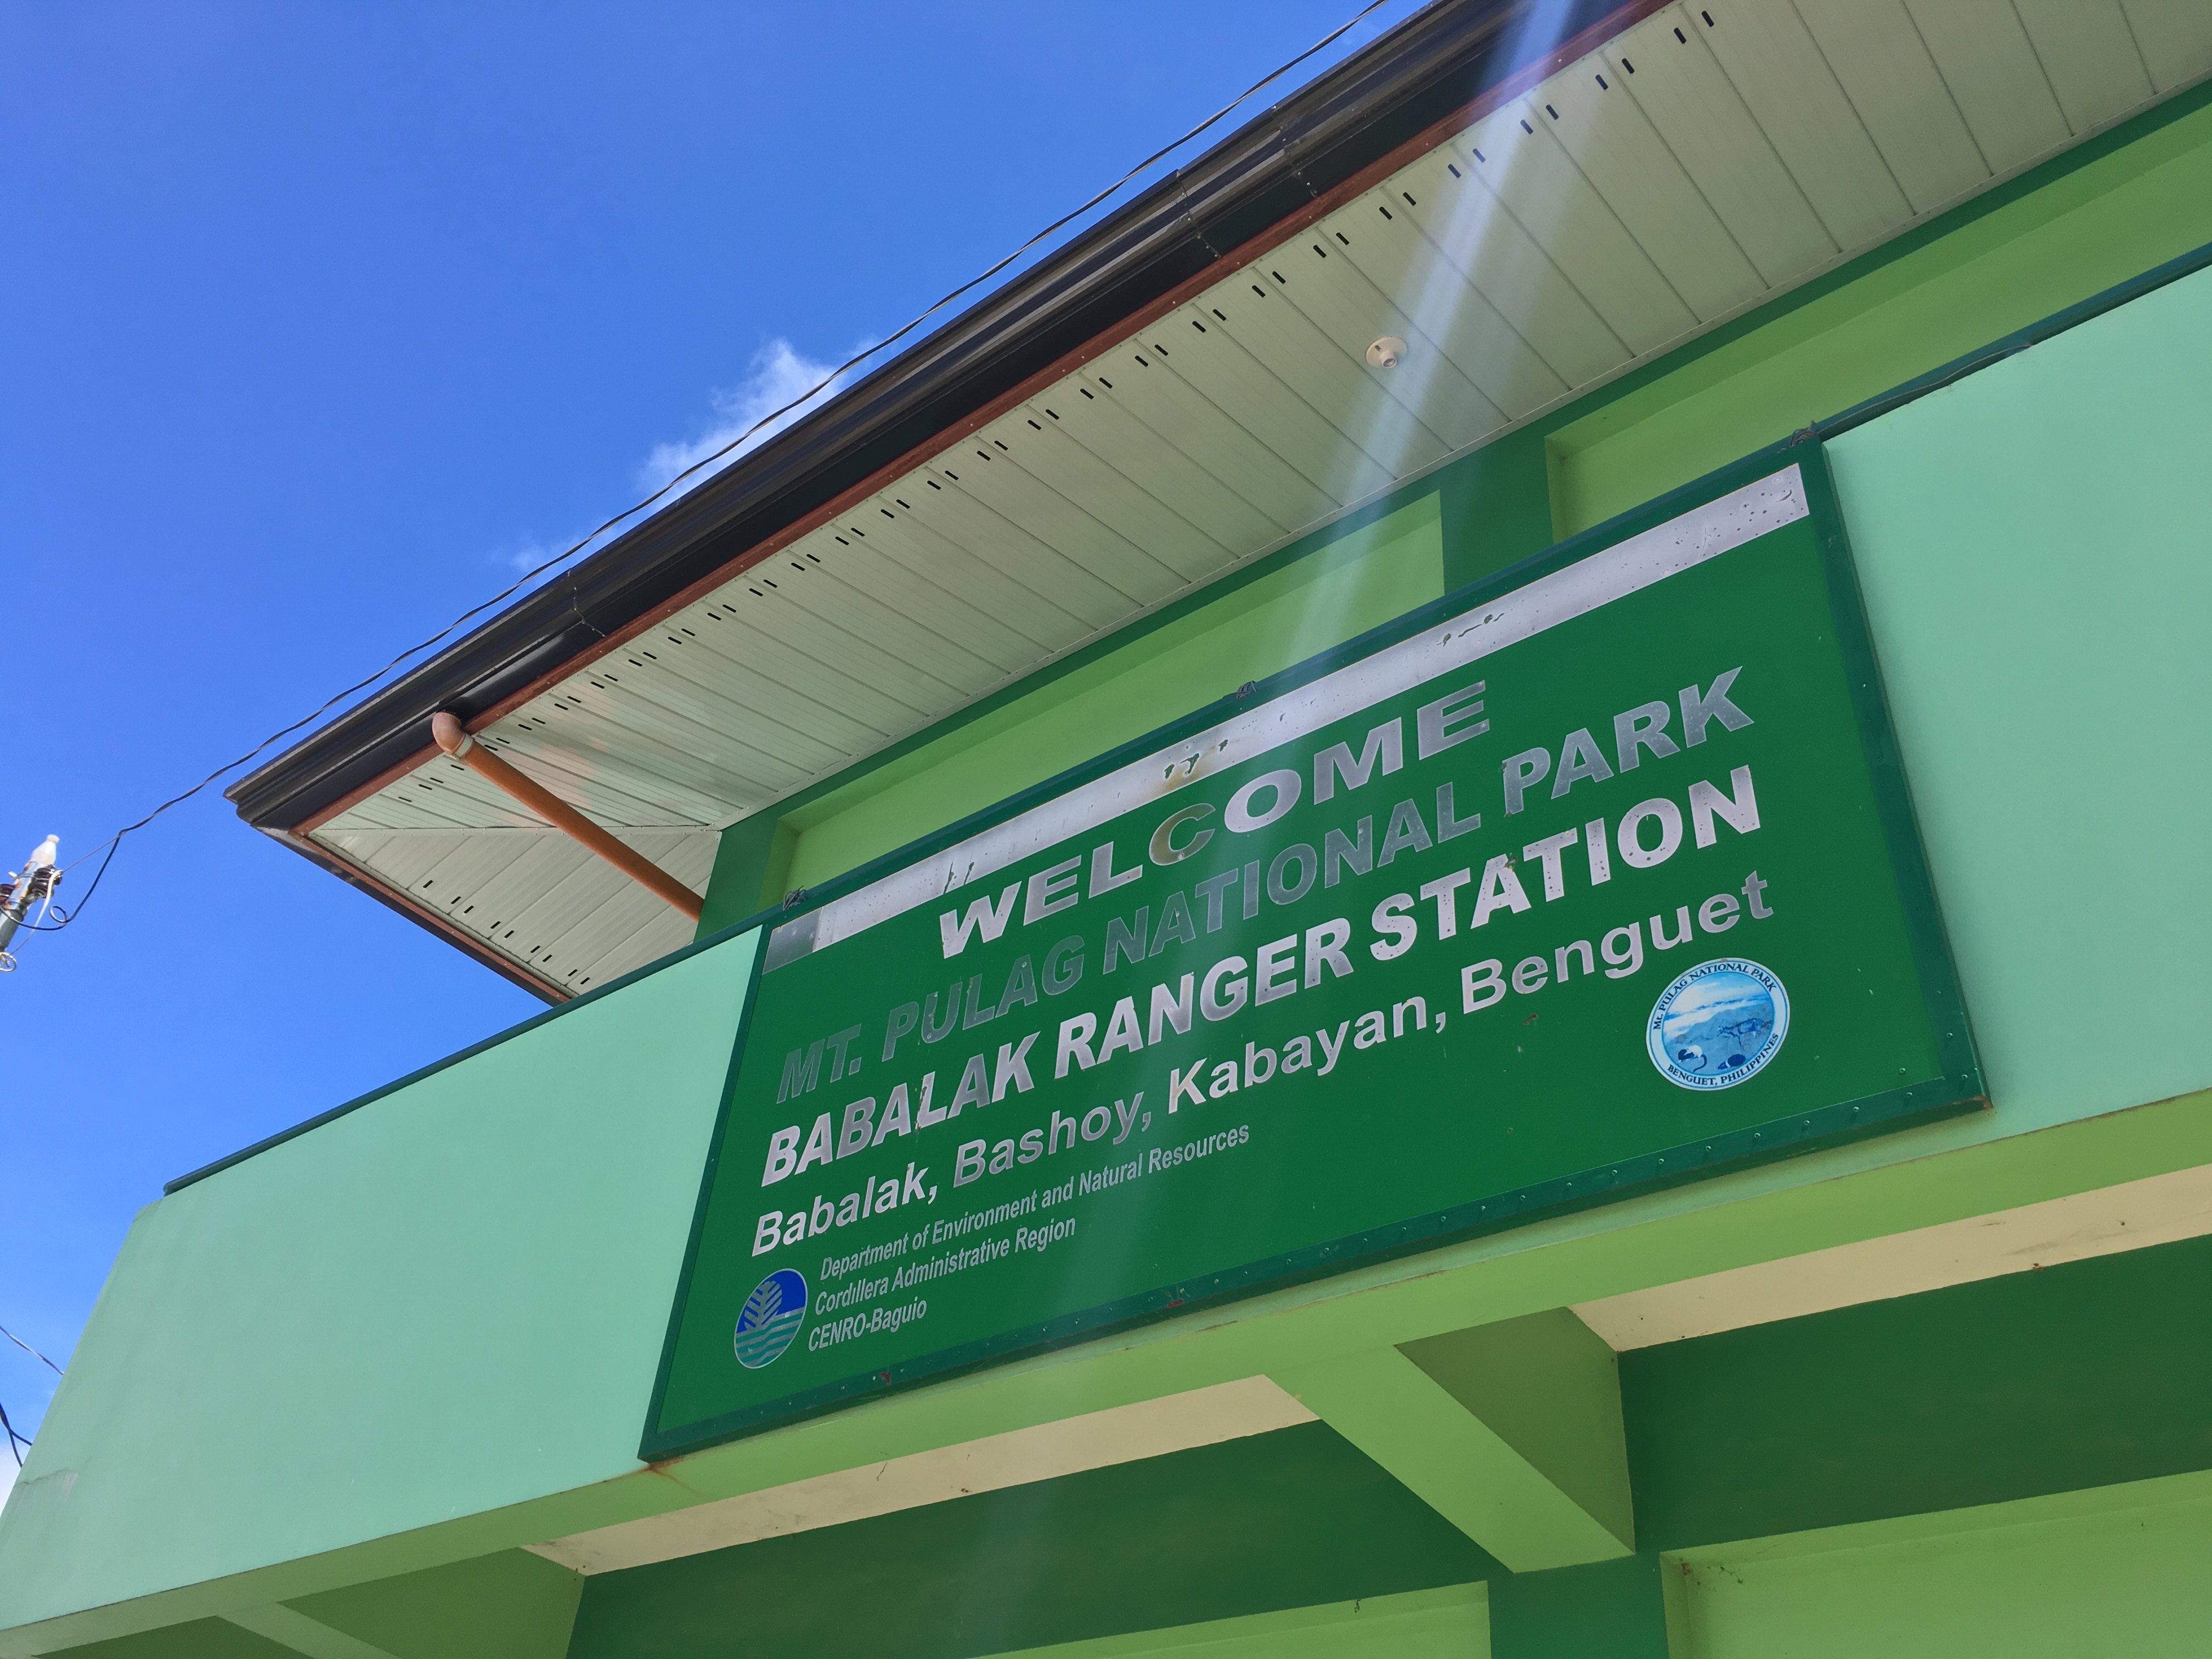 WELCOME
MT. PULAG NATIONAL PARK
BABALAK RANGER STATION
Babalak, Bashoy, Kabayan, Benguet
Department of Environment and Natural Resources
Cordillera Administrative Region
CENRO-Baguio
Mt. PULAG NATIONAL PARK
BENGUET, PHILIPPINES